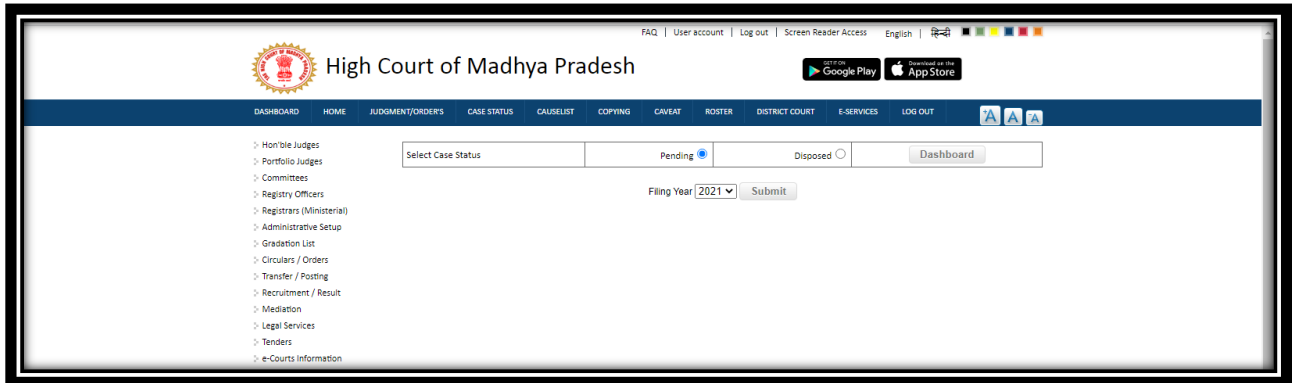 FAQ | User account | Log out | Screen Reader Access English | हिन्दी
High Court of Madhya Pradesh
GET IT ON Google Play
Download on the App Store
DASHBOARD HOME JUDGMENT/ORDER'S CASE STATUS CAUSELIST COPYING CAVEAT ROSTER DISTRICT COURT E-SERVICES LOG OUT +A A -A
Hon'ble Judges
Portfolio Judges
Committees
Registry Officers
Registrars (Ministerial)
Administrative Setup
Gradation List
Circulars / Orders
Transfer / Posting
Recruitment / Result
Mediation
Legal Services
Tenders
e-Courts Information
Select Case Status Pending Disposed Dashboard
Filing Year 2021 Submit